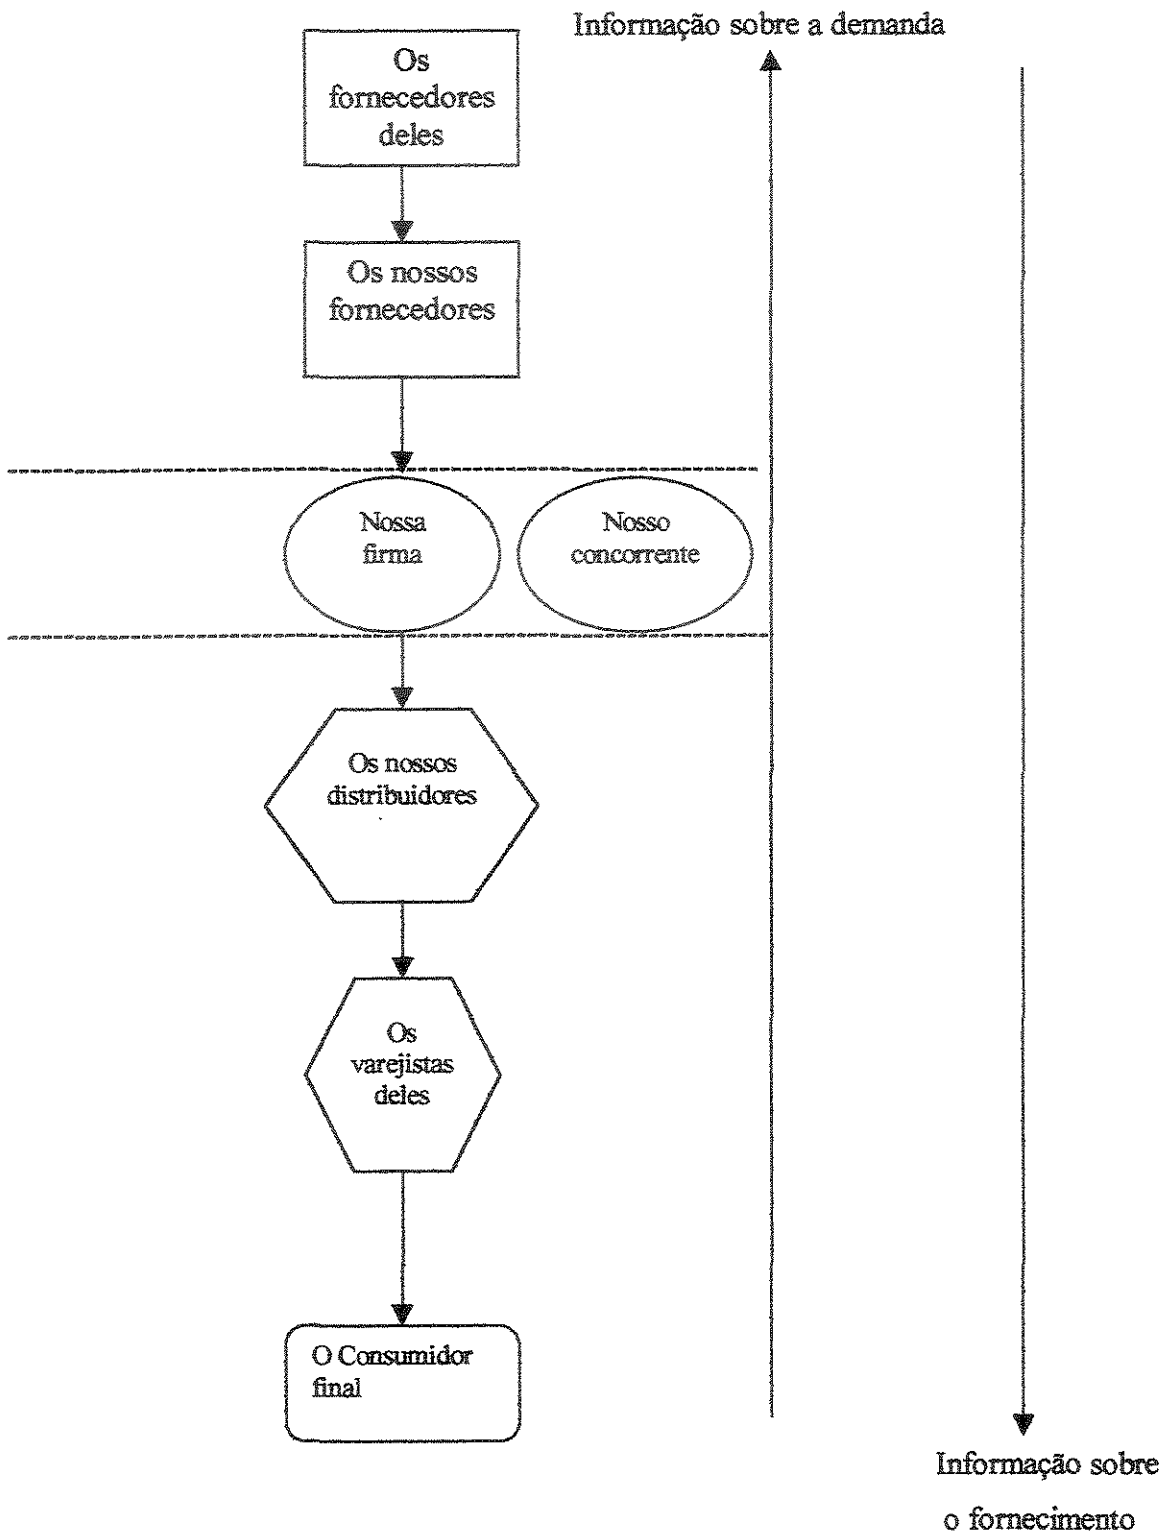 Informação sobre a demanda
Os
fornecedores
deles
Os nossos
fornecedores
Nossa
firma
Nosso
concorrente
Os nossos
distribuidores
Os
varejistas
deles
O Consumidor
final
Informação sobre
o fornecimento